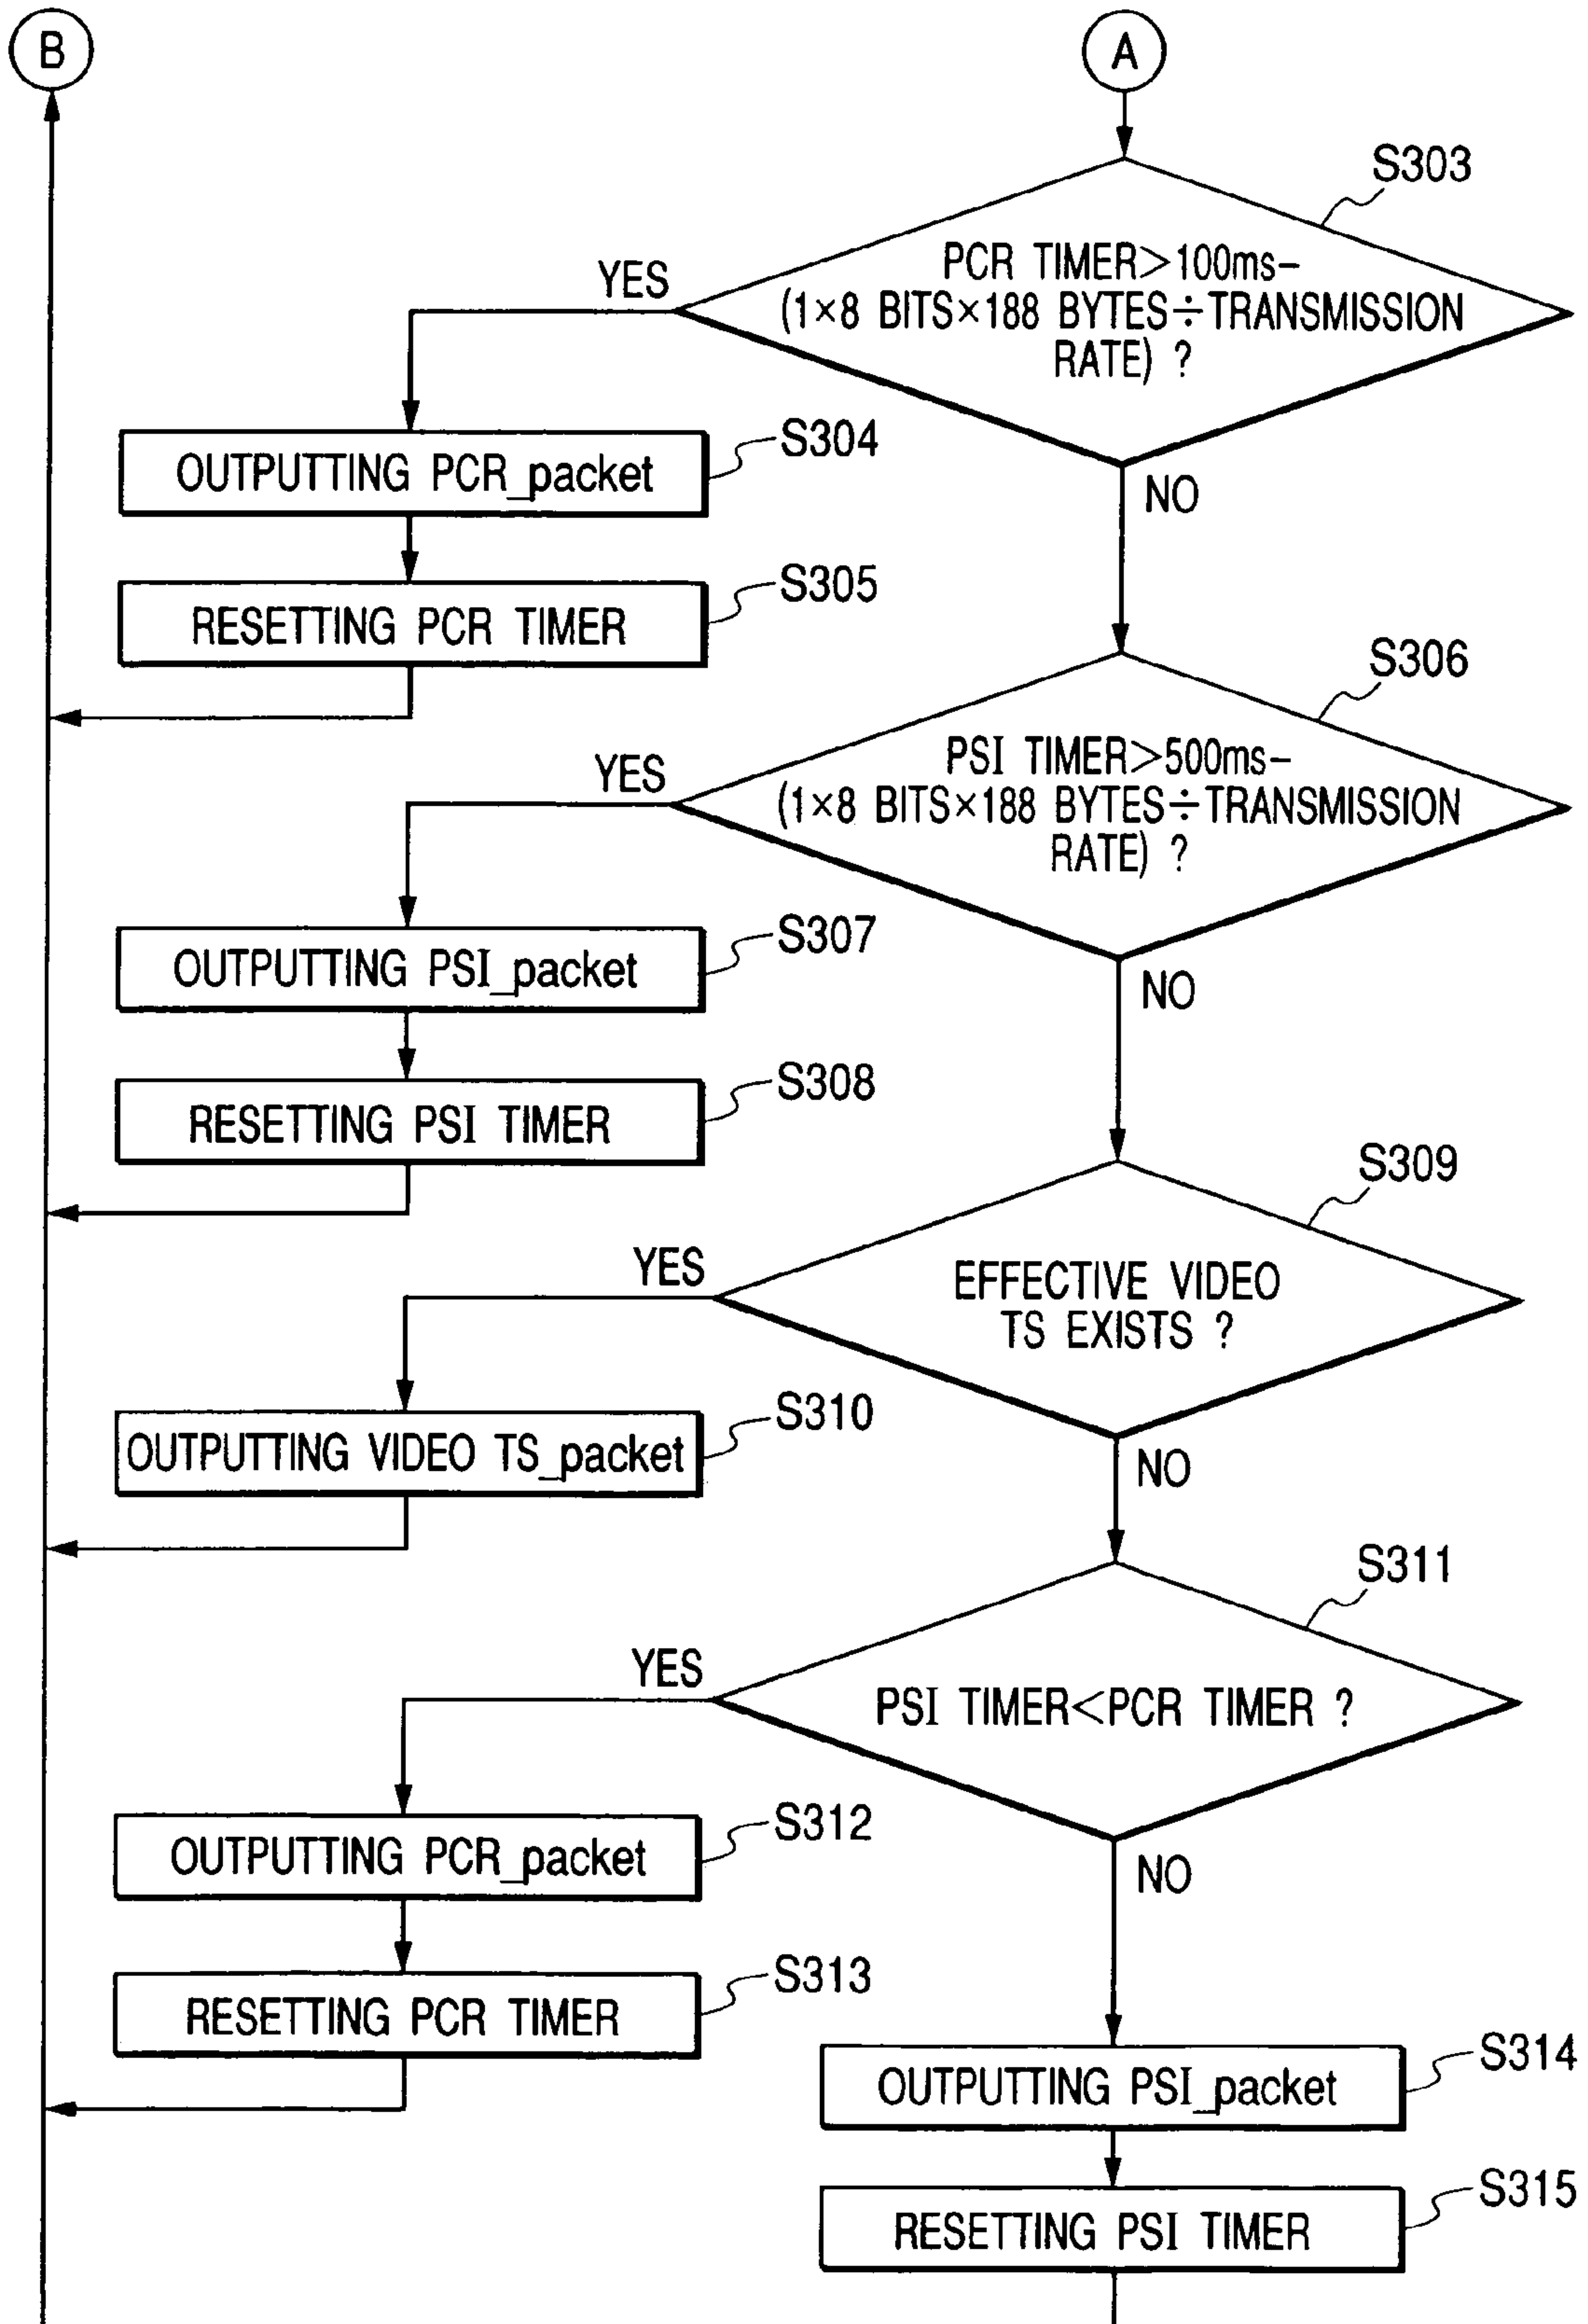 B
A
S303
PCR TIMER>100ms-
(1×8 BITS×188 BYTES÷TRANSMISSION
RATE) ?
YES
NO
S304
OUTPUTTING PCR_packet
S305
RESETTING PCR TIMER
S306
PSI TIMER>500ms-
(1×8 BITS×188 BYTES÷TRANSMISSION
RATE) ?
YES
NO
S307
OUTPUTTING PSI_packet
S308
RESETTING PSI TIMER
S309
EFFECTIVE VIDEO
TS EXISTS ?
YES
NO
S310
OUTPUTTING VIDEO TS_packet
S311
PSI TIMER<PCR TIMER ?
YES
NO
S312
OUTPUTTING PCR_packet
S313
RESETTING PCR TIMER
S314
OUTPUTTING PSI_packet
S315
RESETTING PSI TIMER